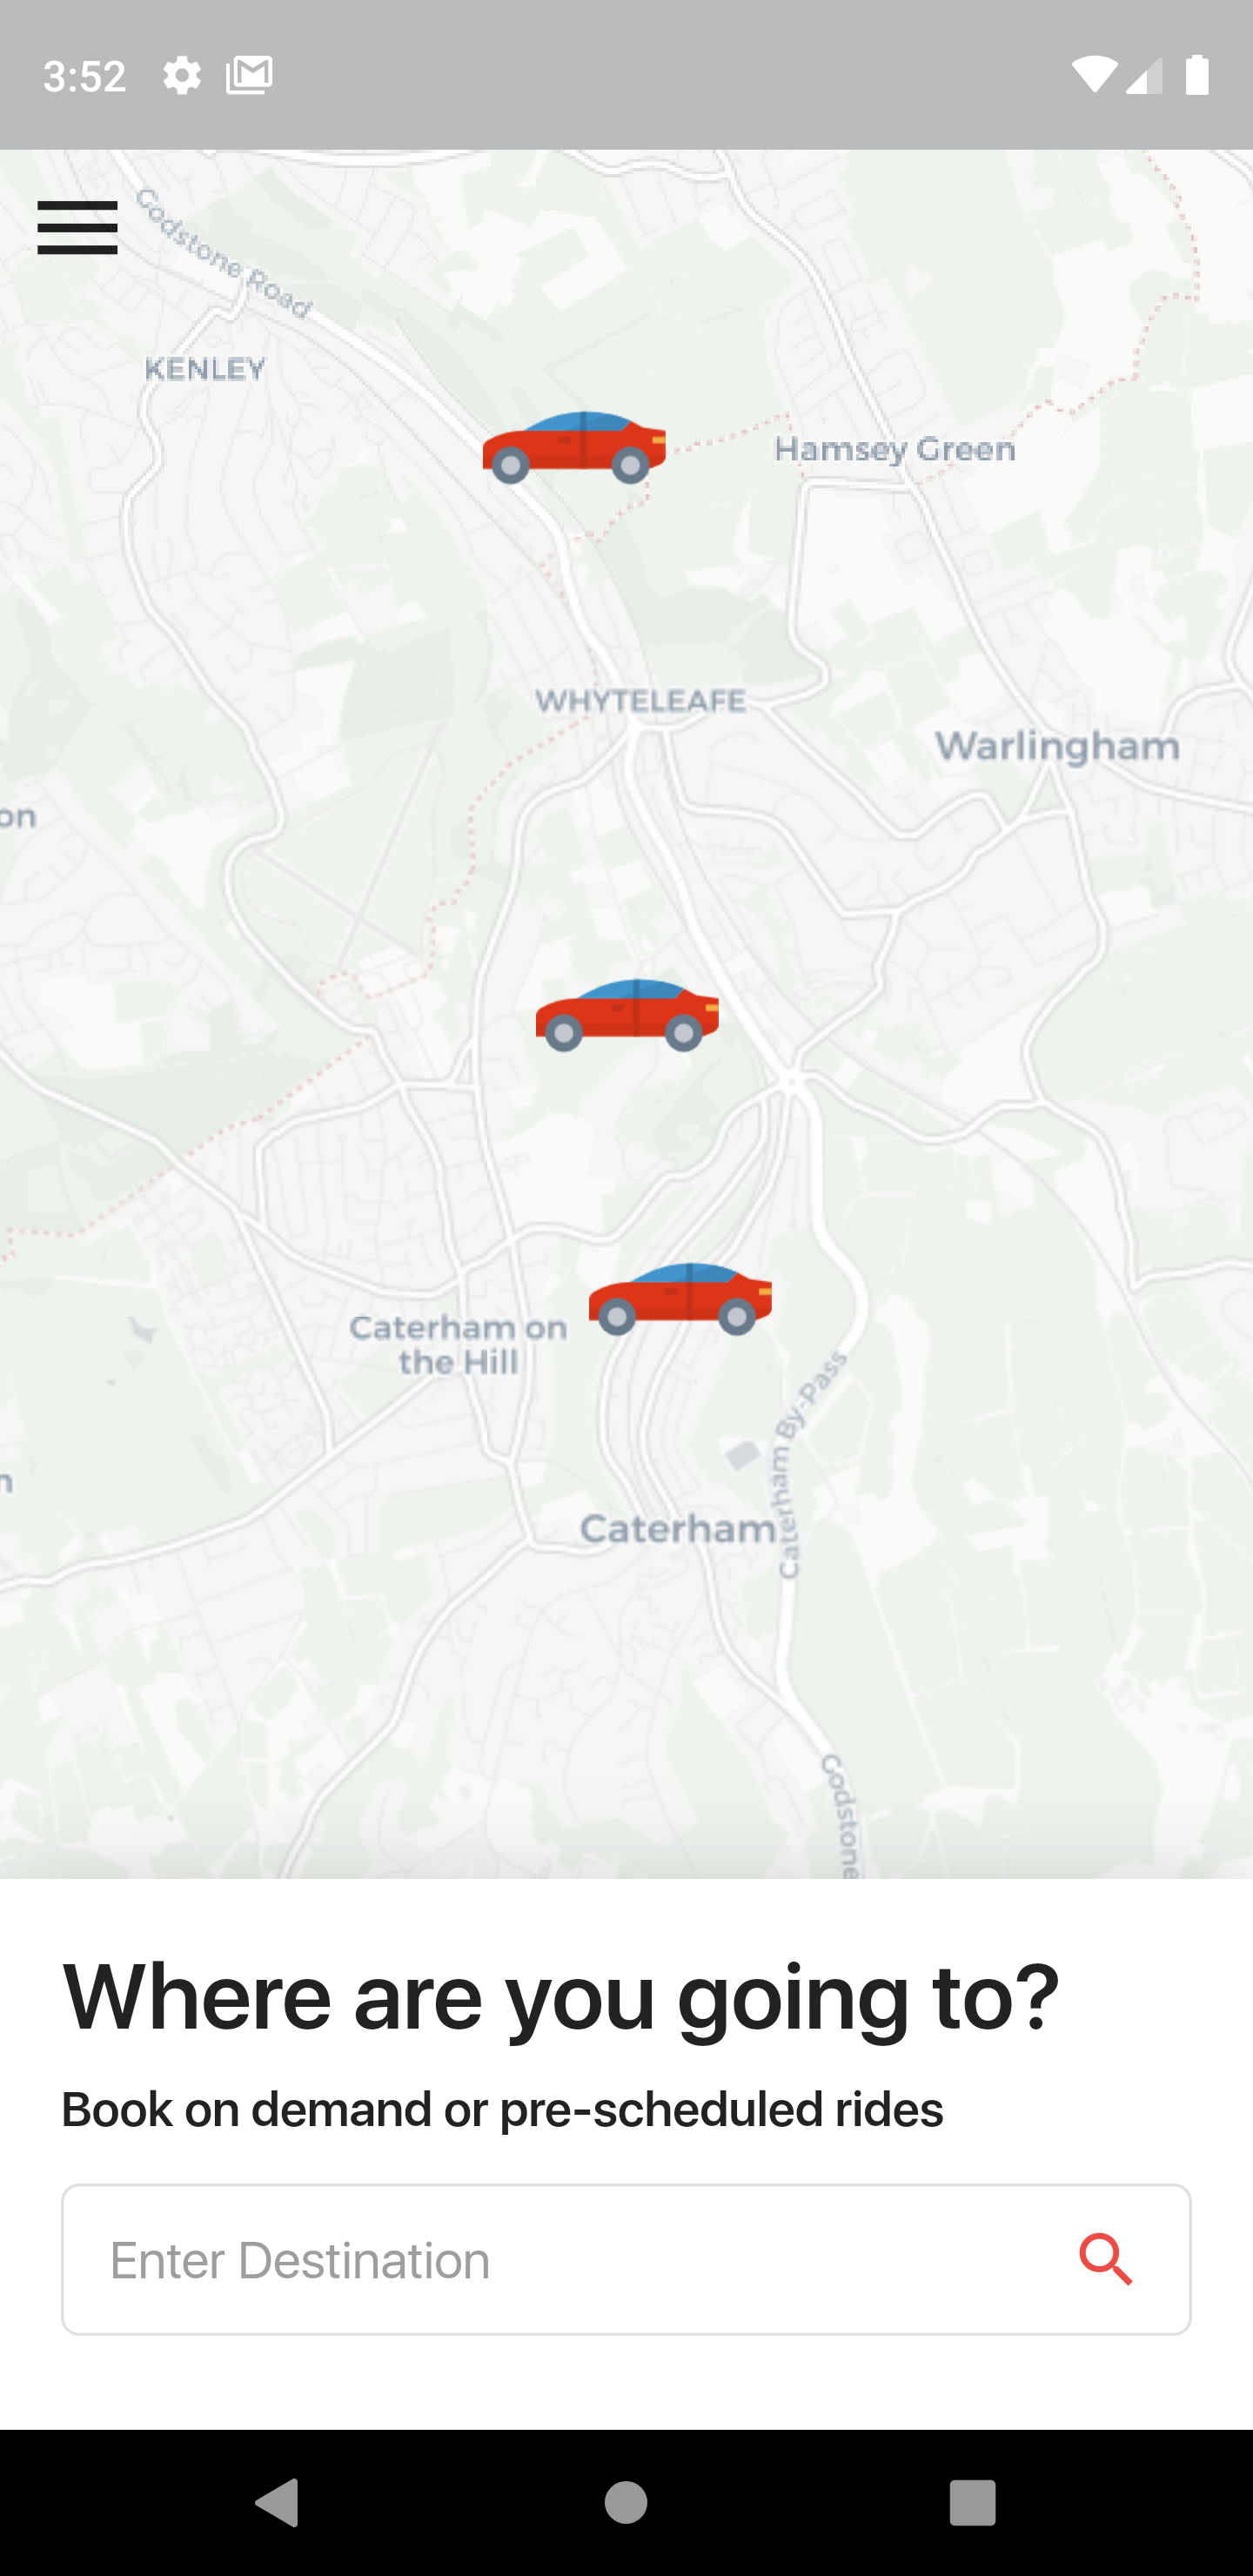 3:52
Godstone Road
KENLEY
Hamsey Green
WHYTELEAFE
Warlingham
on
Caterham on
the Hill
Caterham By-Pass
n
Caterham
Godstone
Where are you going to?
Book on demand or pre-scheduled rides
Enter Destination